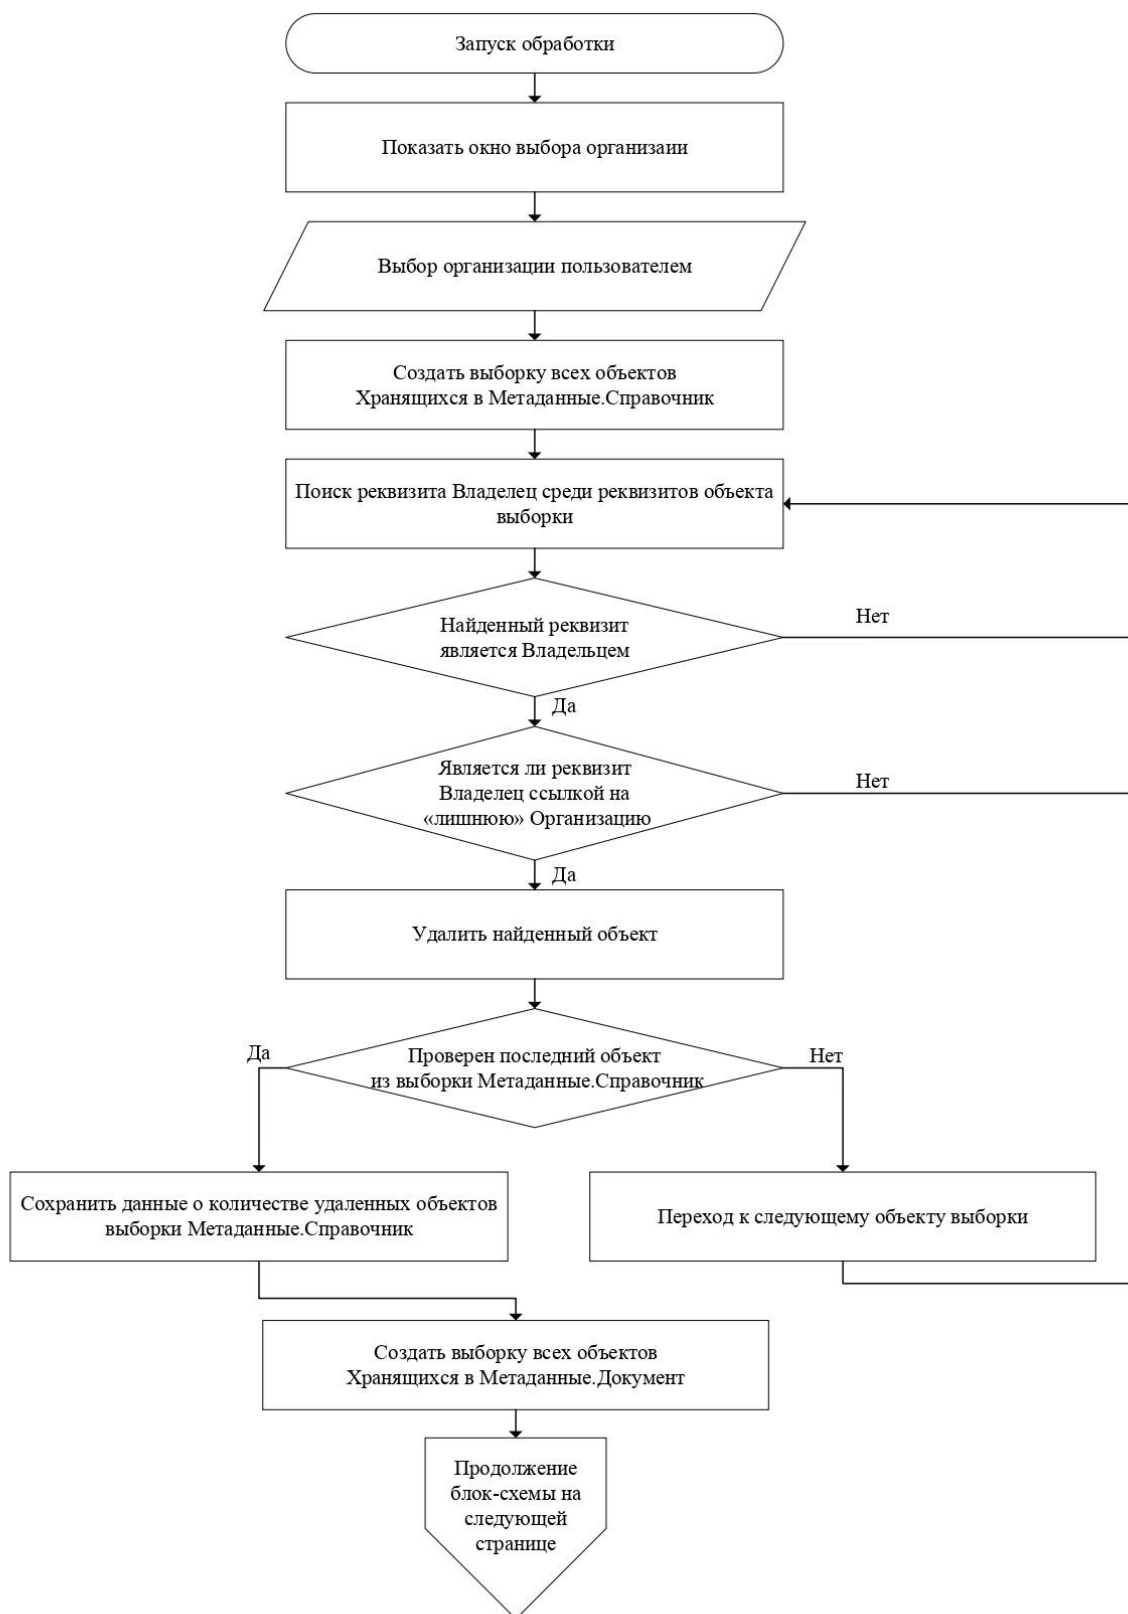 Запуск обработки
Показать окно выбора организаии
Выбор организации пользователем
Создать выборку всех объектов
Хранящихся в Метаданные.Справочник
Поиск реквизита Владелец среди реквизитов объекта
выборки
Найденный реквизит
является Владельцем
Нет
Да
Является ли реквизит
Владелец ссылкой на
«лишнюю» Организацию
Нет
Да
Удалить найденный объект
Проверен последний объект
из выборки Метаданные.Справочник
Да
Нет
Сохранить данные о количестве удаленных объектов
выборки Метаданные.Справочник
Переход к следующему объекту выборки
Создать выборку всех объектов
Хранящихся в Метаданные.Документ
Продолжение
блок-схемы на
следующей
странице